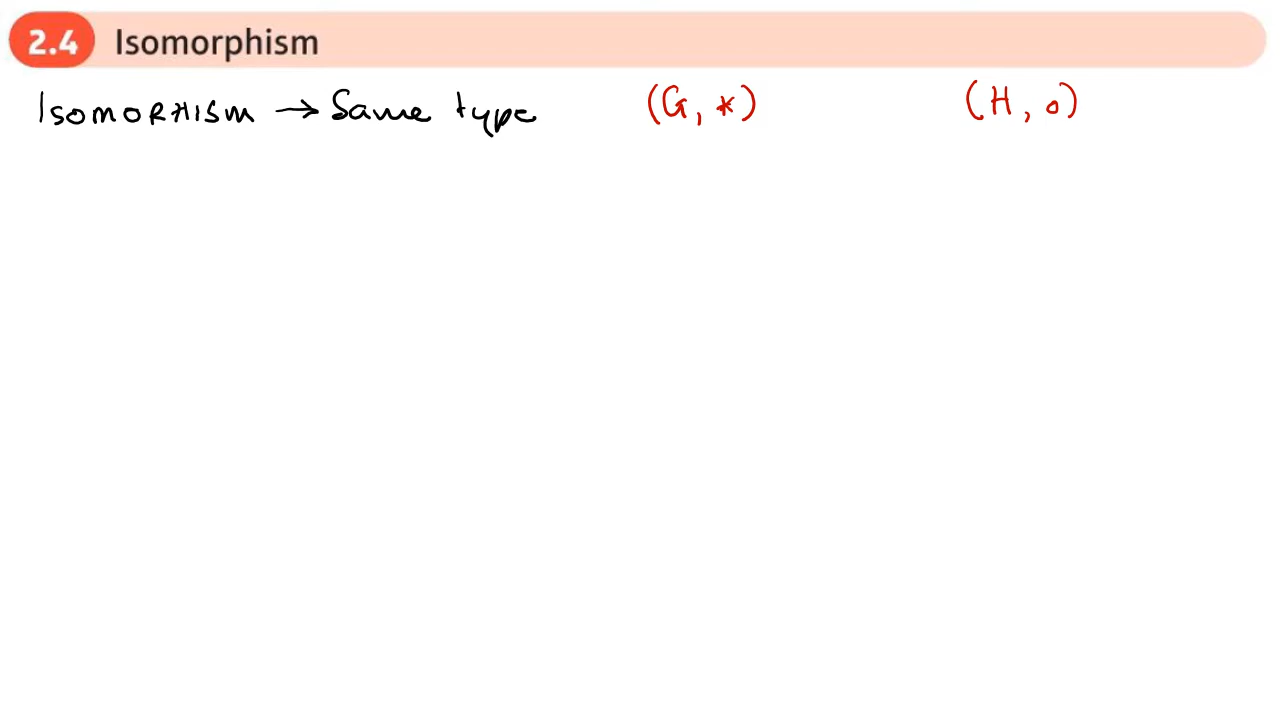 2.4 Isomorphism
ISOMORHISM → Same type (G, *) (H, o)